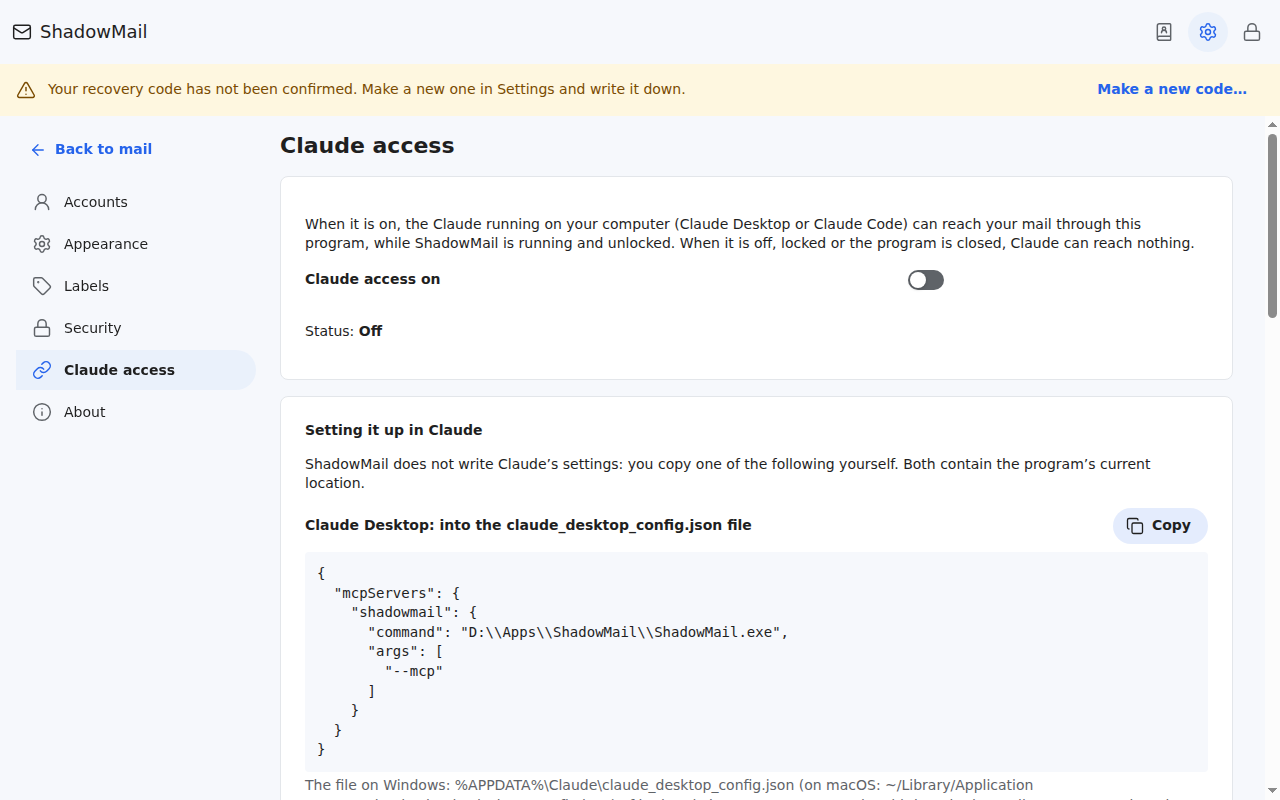 ShadowMail
Your recovery code has not been confirmed. Make a new one in Settings and write it down.
Make a new code…
Back to mail
Accounts
Appearance
Labels
Security
Claude access
About
Claude access
When it is on, the Claude running on your computer (Claude Desktop or Claude Code) can reach your mail through this
program, while ShadowMail is running and unlocked. When it is off, locked or the program is closed, Claude can reach nothing.
Claude access on
Status: Off
Setting it up in Claude
ShadowMail does not write Claude’s settings: you copy one of the following yourself. Both contain the program’s current
location.
Claude Desktop: into the claude_desktop_config.json file
Copy
{
  "mcpServers": {
    "shadowmail": {
      "command": "D:\\Apps\\ShadowMail\\ShadowMail.exe",
      "args": [
        "--mcp"
      ]
    }
  }
}
The file on Windows: %APPDATA%\Claude\claude_desktop_config.json (on macOS: ~/Library/Application